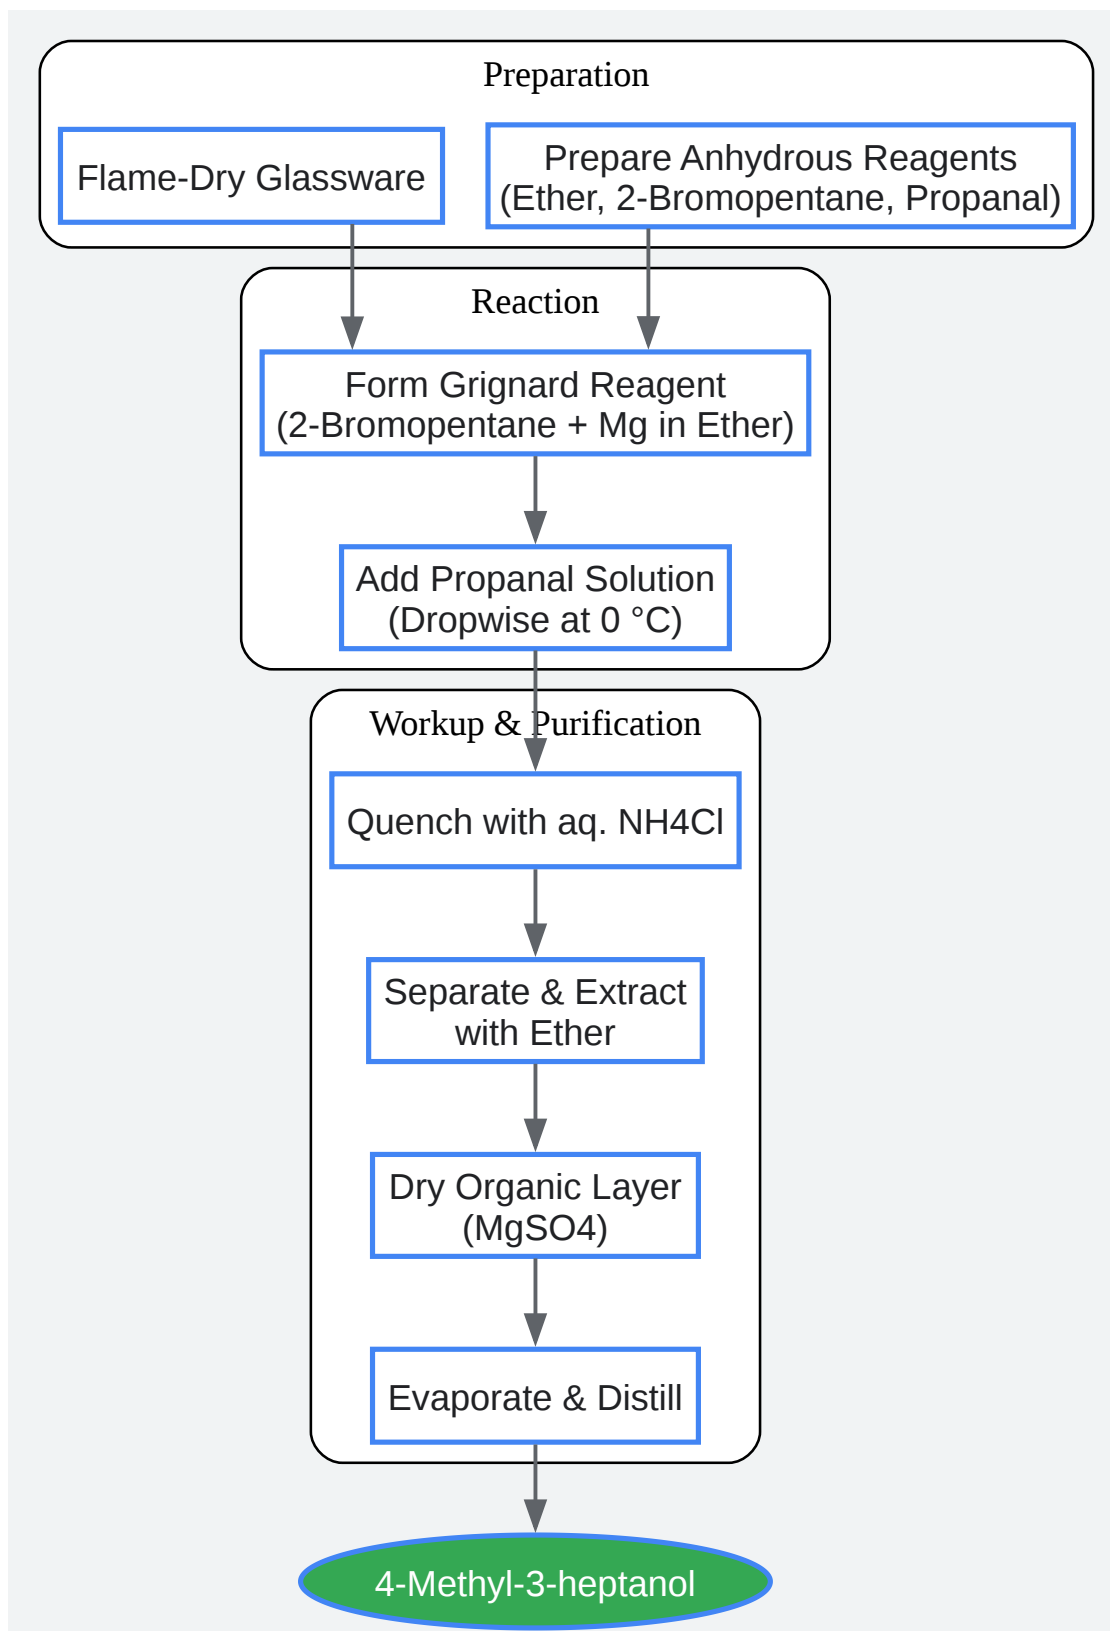 Preparation
Flame-Dry Glassware
Prepare Anhydrous Reagents
(Ether, 2-Bromopentane, Propanal)
Reaction
Form Grignard Reagent
(2-Bromopentane + Mg in Ether)
Add Propanal Solution
(Dropwise at 0 °C)
Workup & Purification
Quench with aq. NH4Cl
Separate & Extract
with Ether
Dry Organic Layer
(MgSO4)
Evaporate & Distill
4-Methyl-3-heptanol